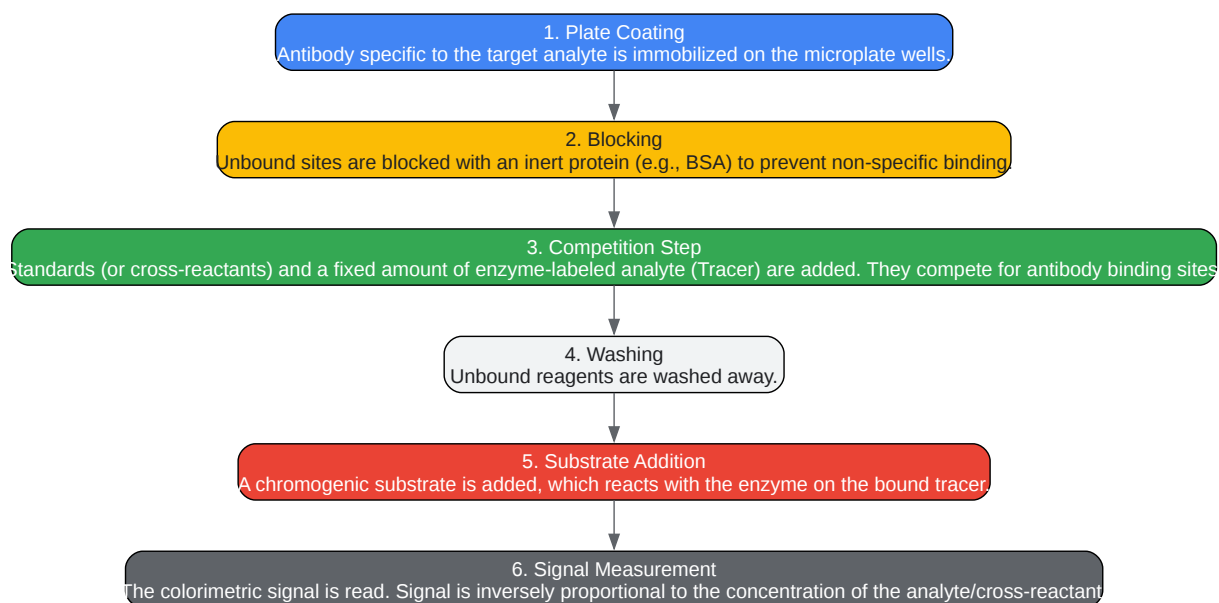 1. Plate Coating
Antibody specific to the target analyte is immobilized on the microplate wells.
2. Blocking
Unbound sites are blocked with an inert protein (e.g., BSA) to prevent non-specific binding.
3. Competition Step
Standards (or cross-reactants) and a fixed amount of enzyme-labeled analyte (Tracer) are added. They compete for antibody binding sites
4. Washing
Unbound reagents are washed away.
5. Substrate Addition
A chromogenic substrate is added, which reacts with the enzyme on the bound tracer.
6. Signal Measurement
The colorimetric signal is read. Signal is inversely proportional to the concentration of the analyte/cross-reactant